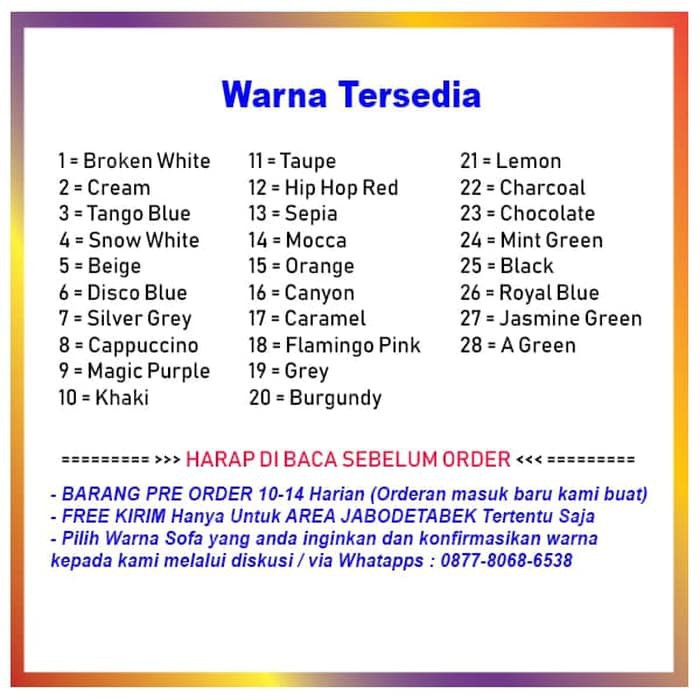 Warna Tersedia
1 = Broken White
2 = Cream
3 = Tango Blue
4 = Snow White
5 = Beige
6 = Disco Blue
7 = Silver Grey
8 = Cappuccino
9 = Magic Purple
10 = Khaki
11 = Taupe
12 = Hip Hop Red
13 = Sepia
14 = Mocca
15 = Orange
16 = Canyon
17 = Caramel
18 = Flamingo Pink
19 = Grey
20 = Burgundy
21 = Lemon
22 = Charcoal
23 = Chocolate
24 = Mint Green
25 = Black
26 = Royal Blue
27 = Jasmine Green
28 = A Green
========= >>> HARAP DI BACA SEBELUM ORDER <<< =========
- BARANG PRE ORDER 10-14 Harian (Orderan masuk baru kami buat)
- FREE KIRIM Hanya Untuk AREA JABODETABEK Tertentu Saja
- Pilih Warna Sofa yang anda inginkan dan konfirmasikan warna
kepada kami melalui diskusi / via Whatapps : 0877-8068-6538